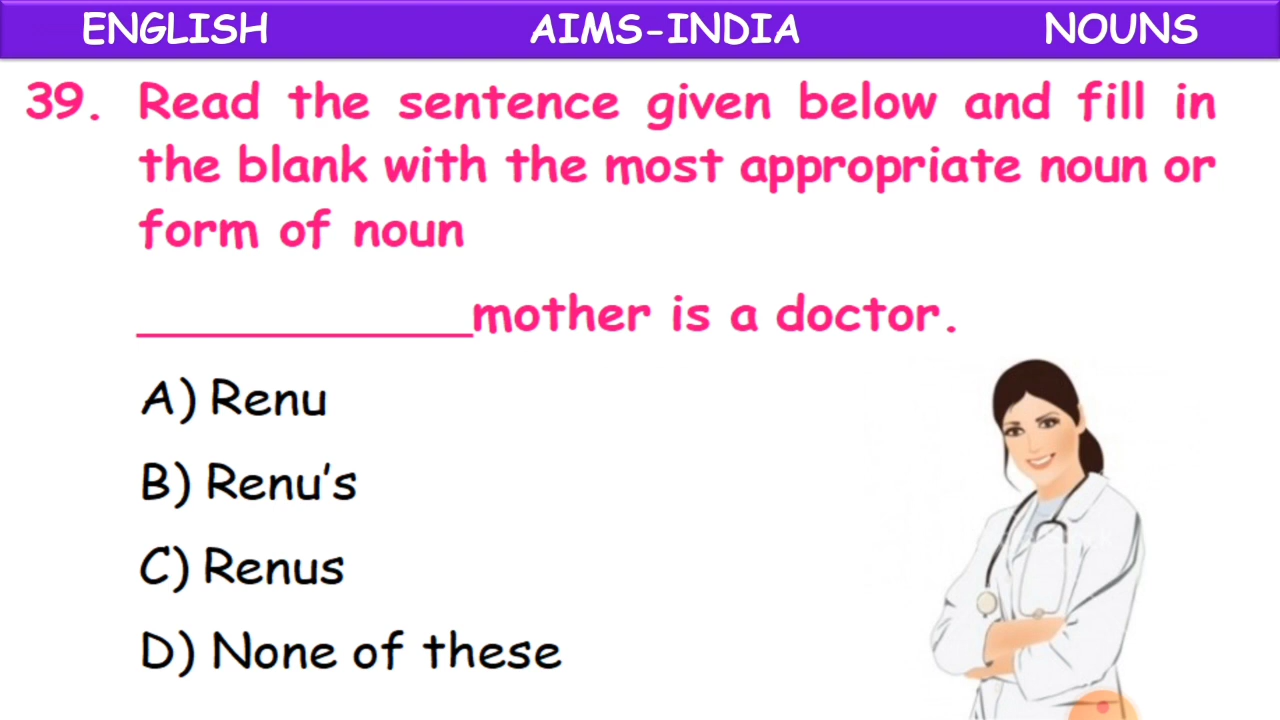 ENGLISH AIMS-INDIA NOUNS
39. Read the sentence given below and fill in
the blank with the most appropriate noun or
form of noun
____________mother is a doctor.
A) Renu
B) Renu’s
C) Renus
D) None of these